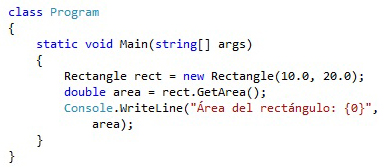 class Program
{
    static void Main(string[] args)
    {
        Rectangle rect = new Rectangle(10.0, 20.0);
        double area = rect.GetArea();
        Console.WriteLine("Área del rectángulo: {0}",
            area);
    }
}